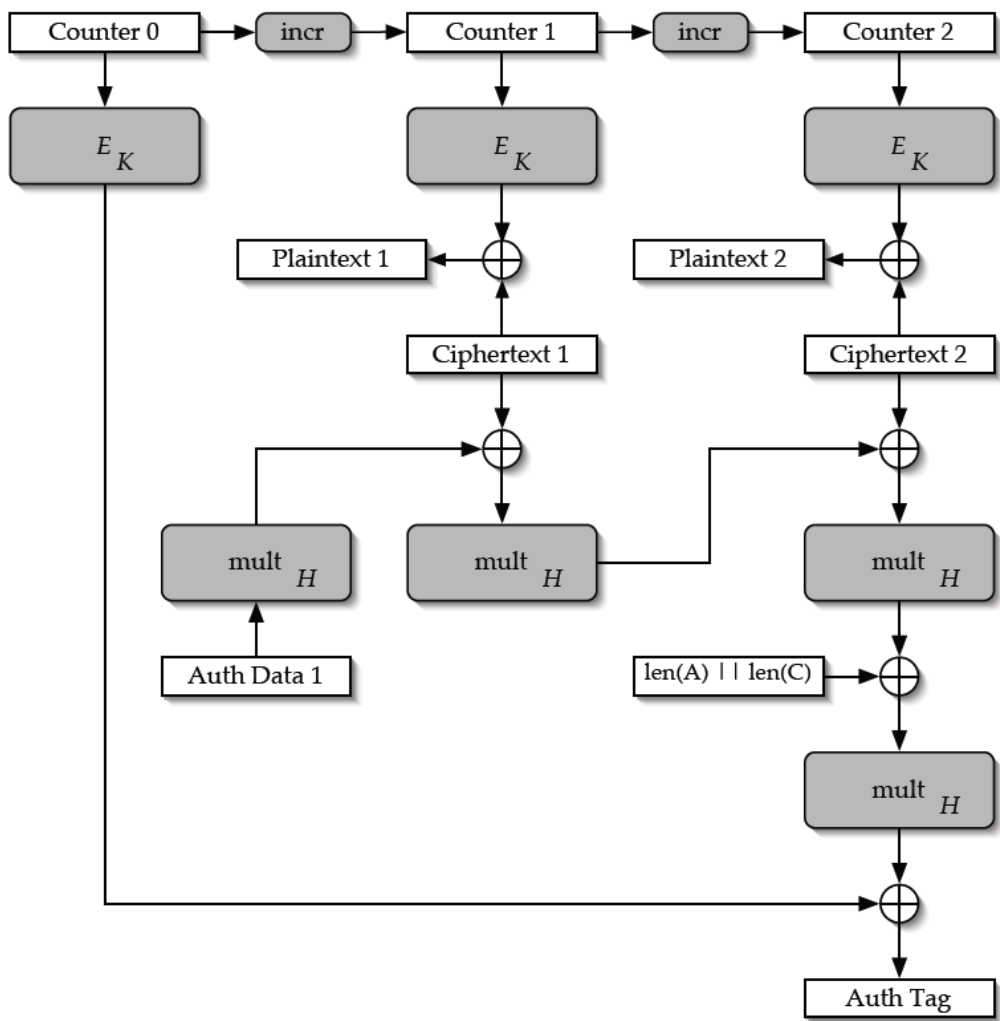 Counter 0
incr
Counter 1
incr
Counter 2
E K
E K
E K
Plaintext 1
Plaintext 2
Ciphertext 1
Ciphertext 2
mult H
mult H
mult H
Auth Data 1
len(A) || len(C)
mult H
Auth Tag